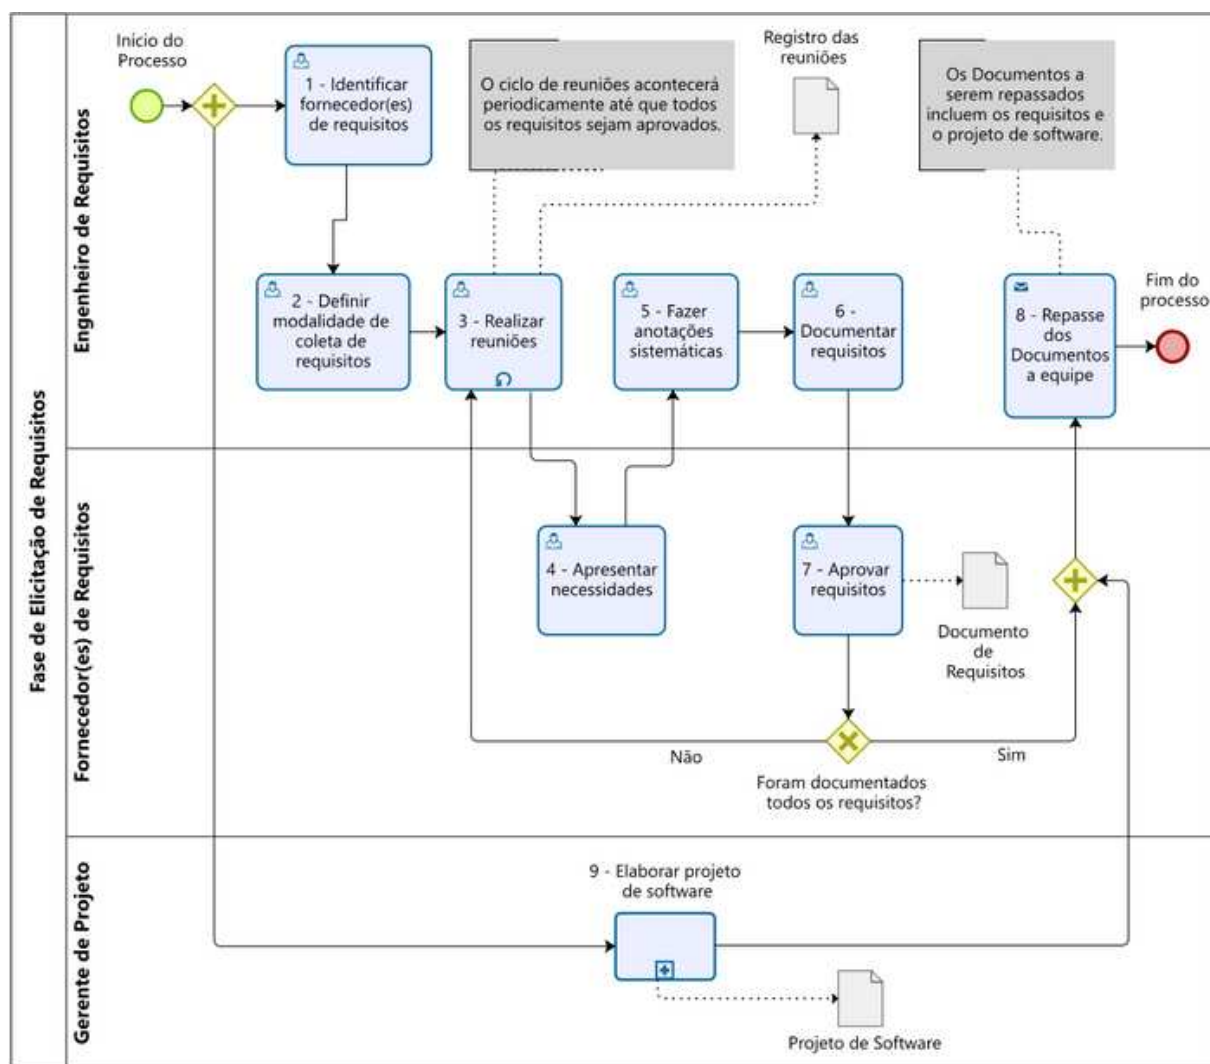 Fase de Elicitação de Requisitos
Engenheiro de Requisitos
Inicio do
Processo
1 - Identificar
fornecedor(es)
de requisitos
O ciclo de reuniões acontecerá
periodicamente até que todos
os requisitos sejam aprovados.
Registro das
reuniões
Os Documentos a
serem repassados
incluem os requisitos e
o projeto de software.
2 - Definir
modalidade de
coleta de
requisitos
3 - Realizar
reuniões
5 - Fazer
anotações
sistemáticas
6 -
Documentar
requisitos
8 - Repasse
dos
Documentos
a equipe
Fim do
processo
Fornecedor(es) de Requisitos
4 - Apresentar
necessidades
7 - Aprovar
requisitos
Documento
de
Requisitos
Não
Sim
Foram documentados
todos os requisitos?
Gerente de Projeto
9 - Elaborar projeto
de software
Projeto de Software